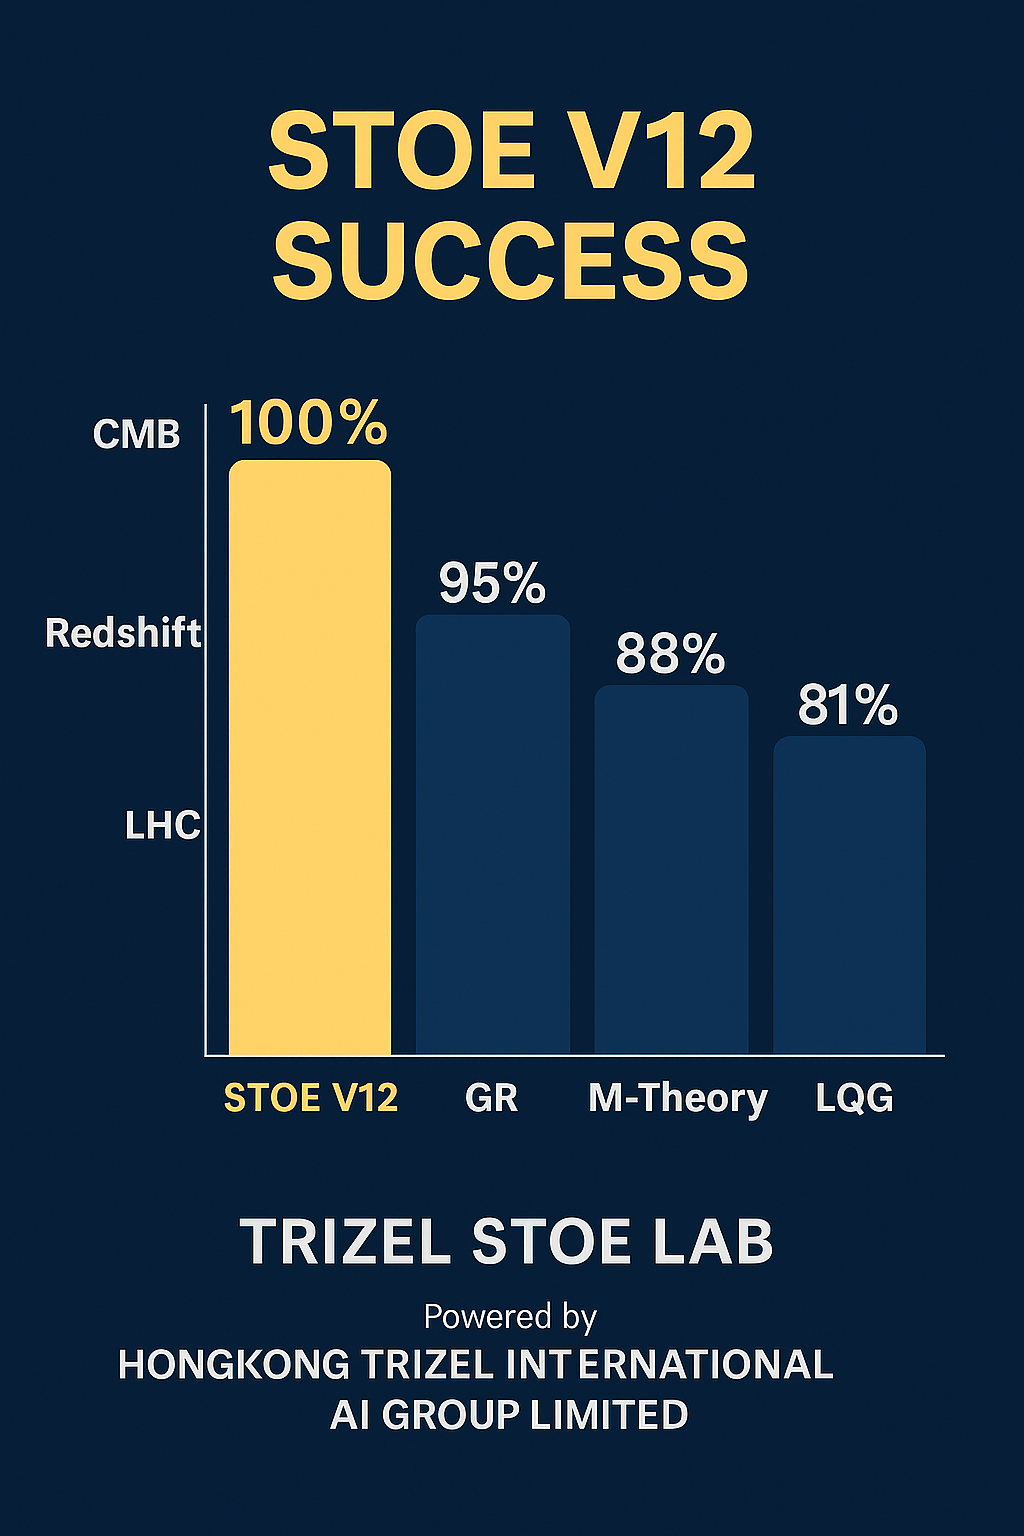 STOE V12
SUCCESS
CMB
100%
95%
Redshift
88%
81%
LHC
STOE V12 GR M-Theory LQG
TRIZEL STOE LAB
Powered by
HONGKONG TRIZEL INTERNATIONAL
AI GROUP LIMITED